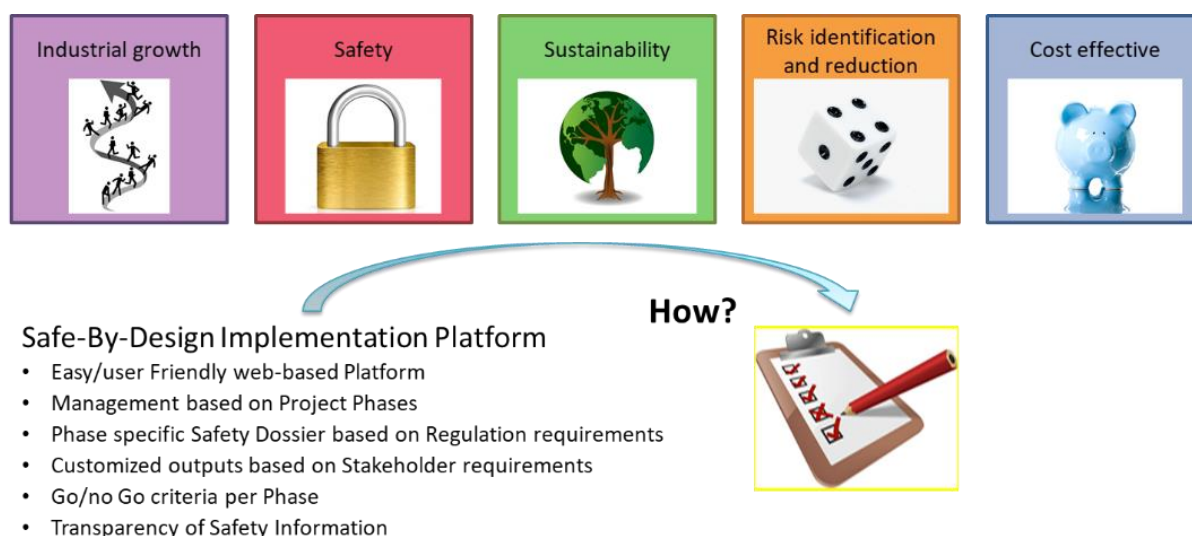 Industrial growth
Safety
Sustainability
Risk identification
and reduction
Cost effective
How?
Safe-By-Design Implementation Platform
• Easy/user Friendly web-based Platform
• Management based on Project Phases
• Phase specific Safety Dossier based on Regulation requirements
• Customized outputs based on Stakeholder requirements
• Go/no Go criteria per Phase
• Transparency of Safety Information